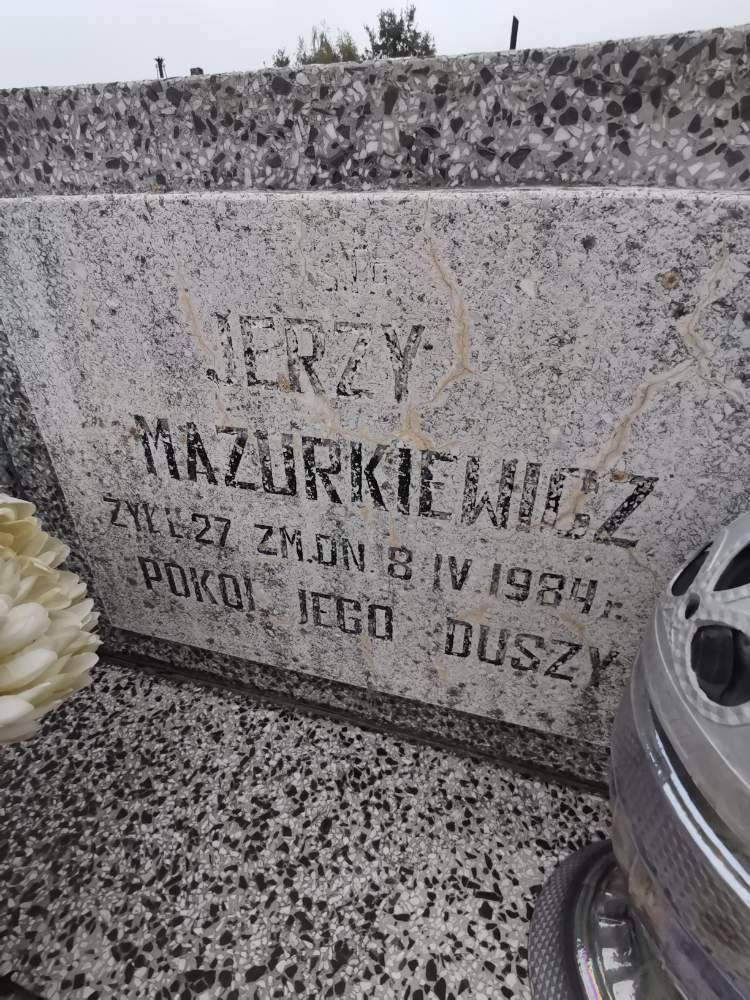 Ś.P.
JERZY
MAZURKIEWICZ
ŻYŁ L 27 ZM. DN. 8 IV 1984 r.
POKÓJ JEGO DUSZY